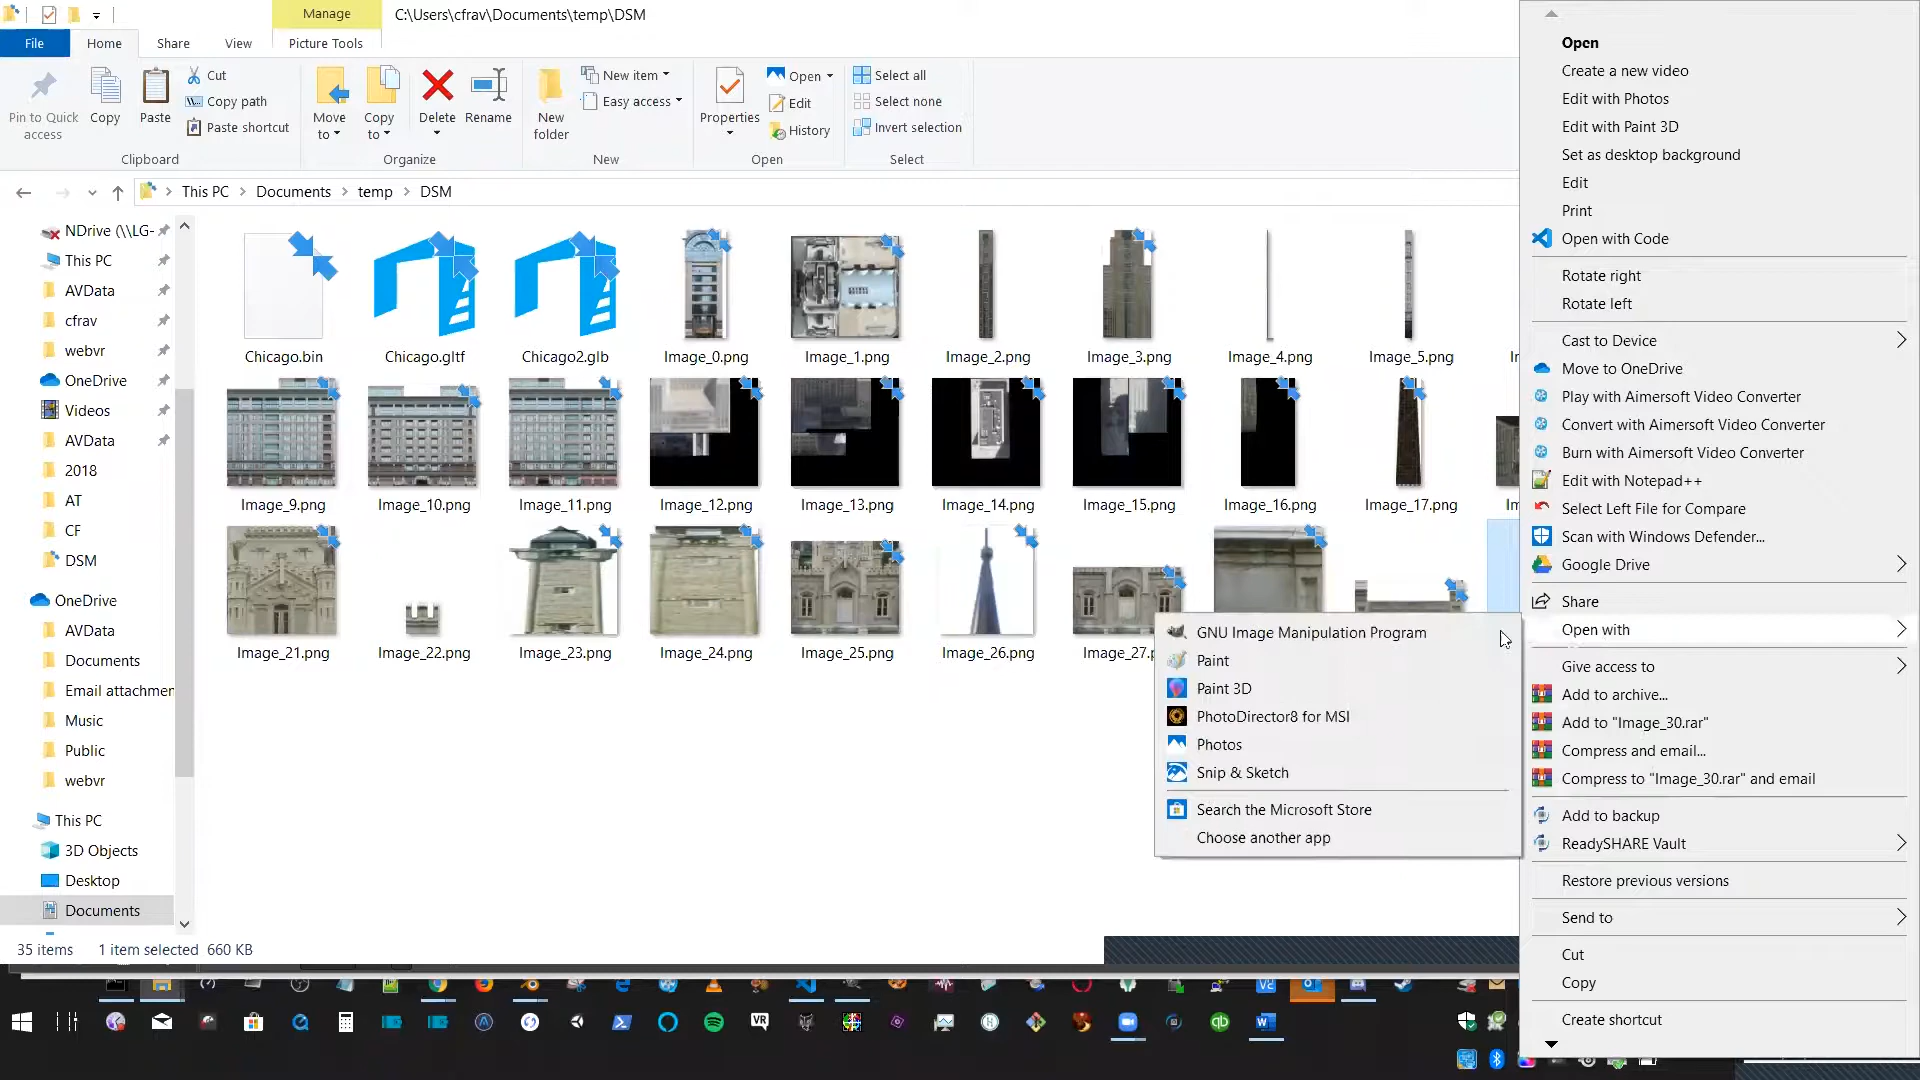 Manage
C:\Users\cfrav\Documents\temp\DSM
File
Home
Share
View
Picture Tools
Pin to Quick access
Copy
Paste
Cut
Copy path
Paste shortcut
Clipboard
Move to
Copy to
Delete
Rename
Organize
New folder
New item
Easy access
New
Properties
Open
Edit
History
Open
Select all
Select none
Invert selection
Select
This PC
Documents
temp
DSM
NDrive (\\LG-
This PC
AVData
cfrav
webvr
OneDrive
Videos
AVData
2018
AT
CF
DSM
OneDrive
AVData
Documents
Email attachmen
Music
Public
webvr
This PC
3D Objects
Desktop
Documents
Chicago.bin
Chicago.gltf
Chicago2.glb
Image_0.png
Image_1.png
Image_2.png
Image_3.png
Image_4.png
Image_5.png
Image_9.png
Image_10.png
Image_11.png
Image_12.png
Image_13.png
Image_14.png
Image_15.png
Image_16.png
Image_17.png
Image_21.png
Image_22.png
Image_23.png
Image_24.png
Image_25.png
Image_26.png
Image_27.p
GNU Image Manipulation Program
Paint
Paint 3D
PhotoDirector8 for MSI
Photos
Snip & Sketch
Search the Microsoft Store
Choose another app
Open
Create a new video
Edit with Photos
Edit with Paint 3D
Set as desktop background
Edit
Print
Open with Code
Rotate right
Rotate left
Cast to Device
Move to OneDrive
Play with Aimersoft Video Converter
Convert with Aimersoft Video Converter
Burn with Aimersoft Video Converter
Edit with Notepad++
Select Left File for Compare
Scan with Windows Defender...
Google Drive
Share
Open with
Give access to
Add to archive...
Add to "Image_30.rar"
Compress and email...
Compress to "Image_30.rar" and email
Add to backup
ReadySHARE Vault
Restore previous versions
Send to
Cut
Copy
Create shortcut
35 items
1 item selected 660 KB
VR